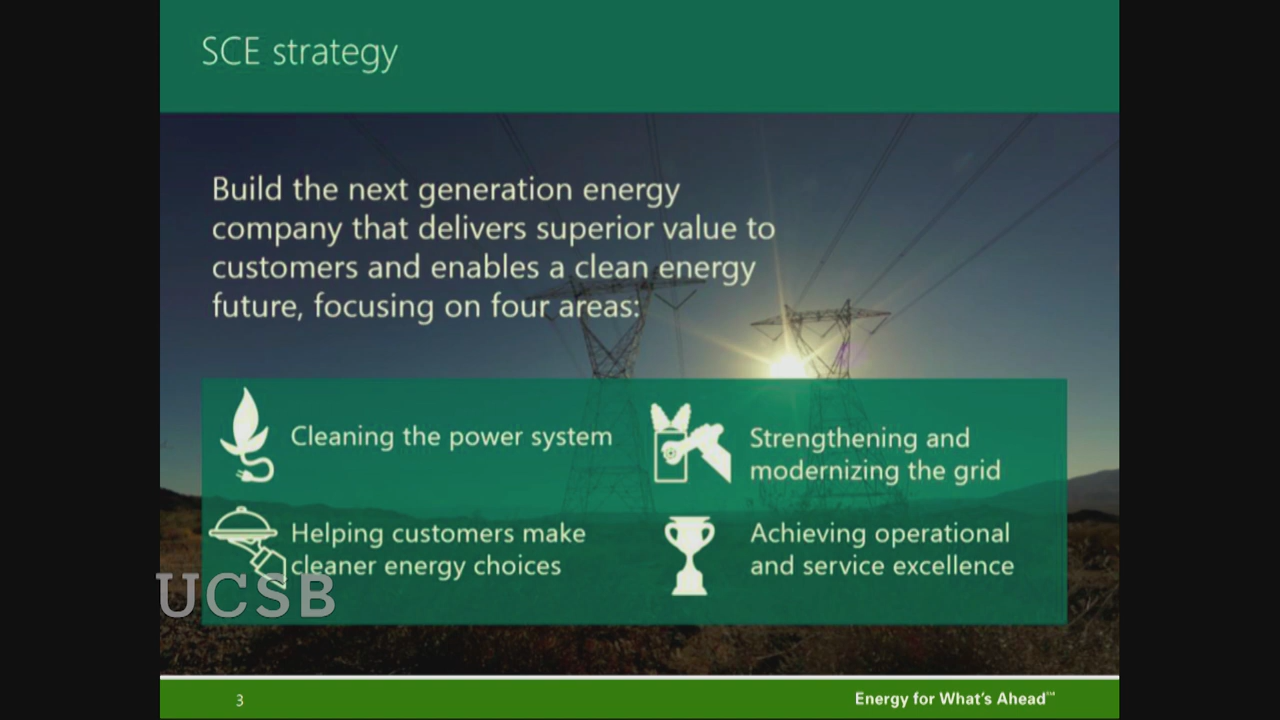 SCE strategy
Build the next generation energy
company that delivers superior value to
customers and enables a clean energy
future, focusing on four areas:
Cleaning the power system
Strengthening and
modernizing the grid
Helping customers make
cleaner energy choices
Achieving operational
and service excellence
UCSB
3
Energy for What's Ahead℠